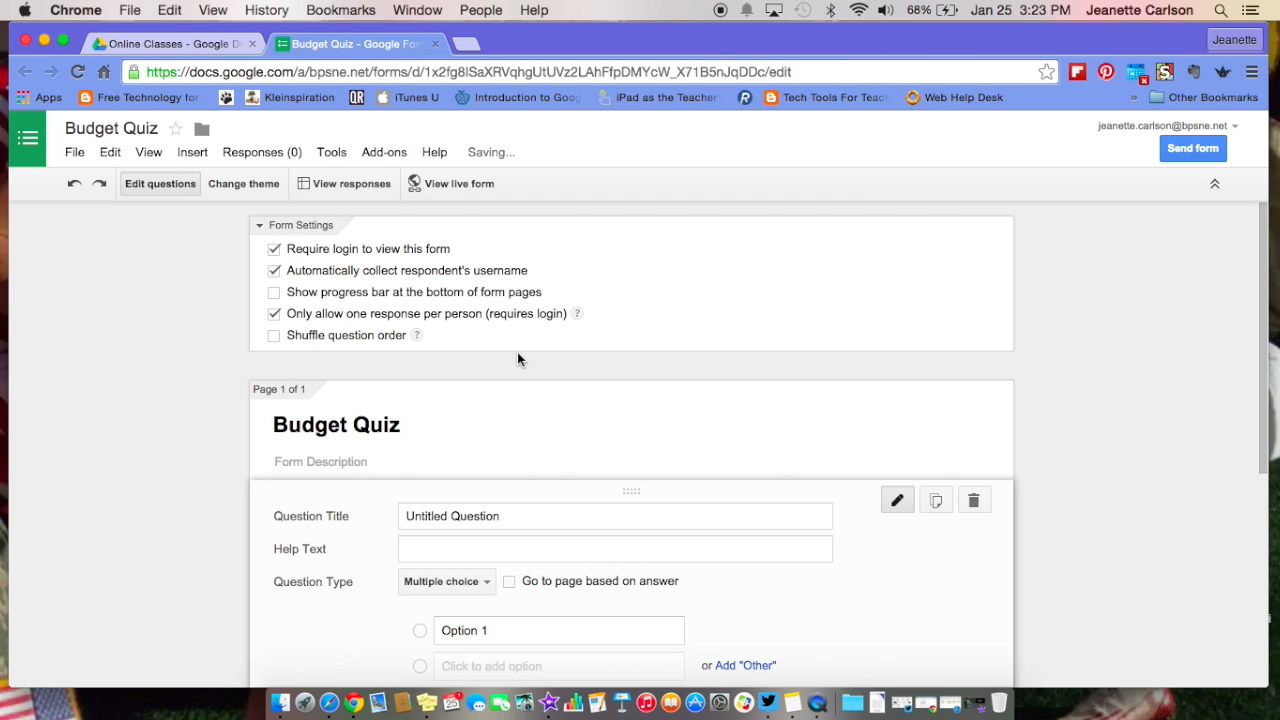 Chrome File Edit View History Bookmarks Window People Help 68% Jan 25 3:23 PM Jeanette Carlson
Online Classes - Google D Budget Quiz - Google For Jeanette
https://docs.google.com/a/bpsne.net/forms/d/1x2fg8lSaXRVqhgUtUVz2LAhFfpDMYcW_X71B5nJqDDc/edit
Apps Free Technology for Kleinspiration QR iTunes U Introduction to Goog iPad as the Teacher's R Tech Tools For Teac Web Help Desk » Other Bookmarks
Budget Quiz jeanette.carlson@bpsne.net
File Edit View Insert Responses (0) Tools Add-ons Help Saving... Send form
Edit questions Change theme View responses View live form
Form Settings
Require login to view this form
Automatically collect respondent's username
Show progress bar at the bottom of form pages
Only allow one response per person (requires login) ?
Shuffle question order ?
Page 1 of 1
Budget Quiz
Form Description
Question Title Untitled Question
Help Text
Question Type Multiple choice Go to page based on answer
Option 1
Click to add option or Add "Other"